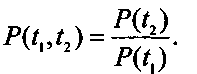 P(t₁,t₂) = P(t₂)/P(t₁).